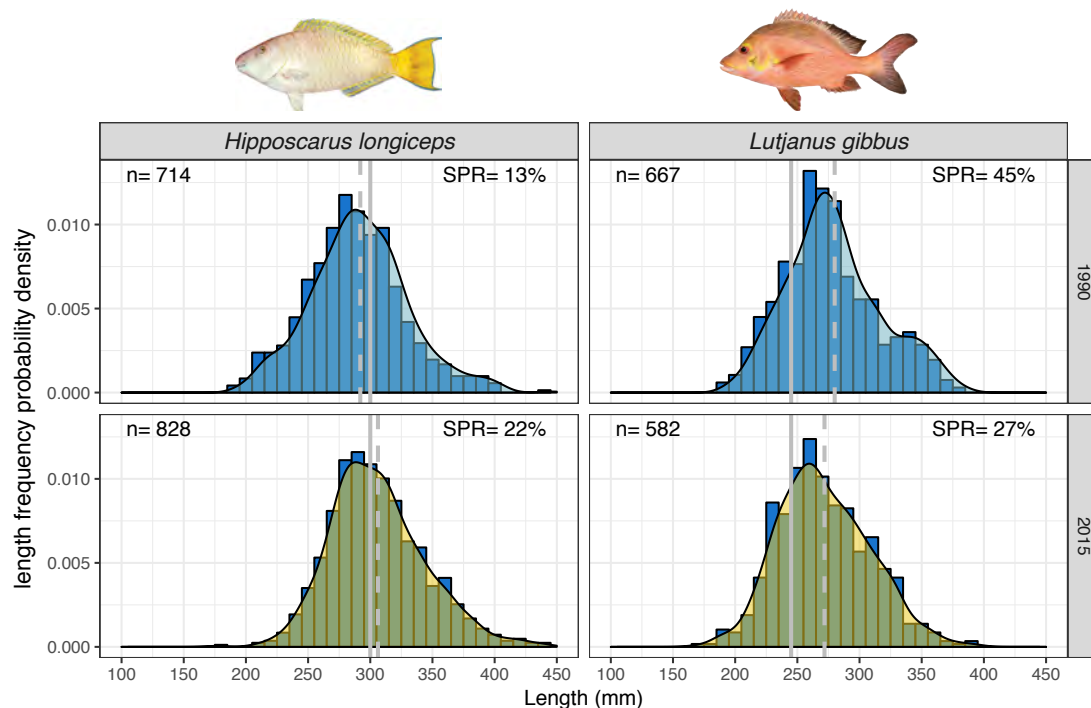 Hipposcarus longiceps
Lutjanus gibbus
n= 714
SPR= 13%
n= 667
SPR= 45%
1990
0.010
0.005
0.000
n= 828
SPR= 22%
n= 582
SPR= 27%
2015
0.010
0.005
0.000
length frequency probability density
100 150 200 250 300 350 400 450
100 150 200 250 300 350 400 450
Length (mm)